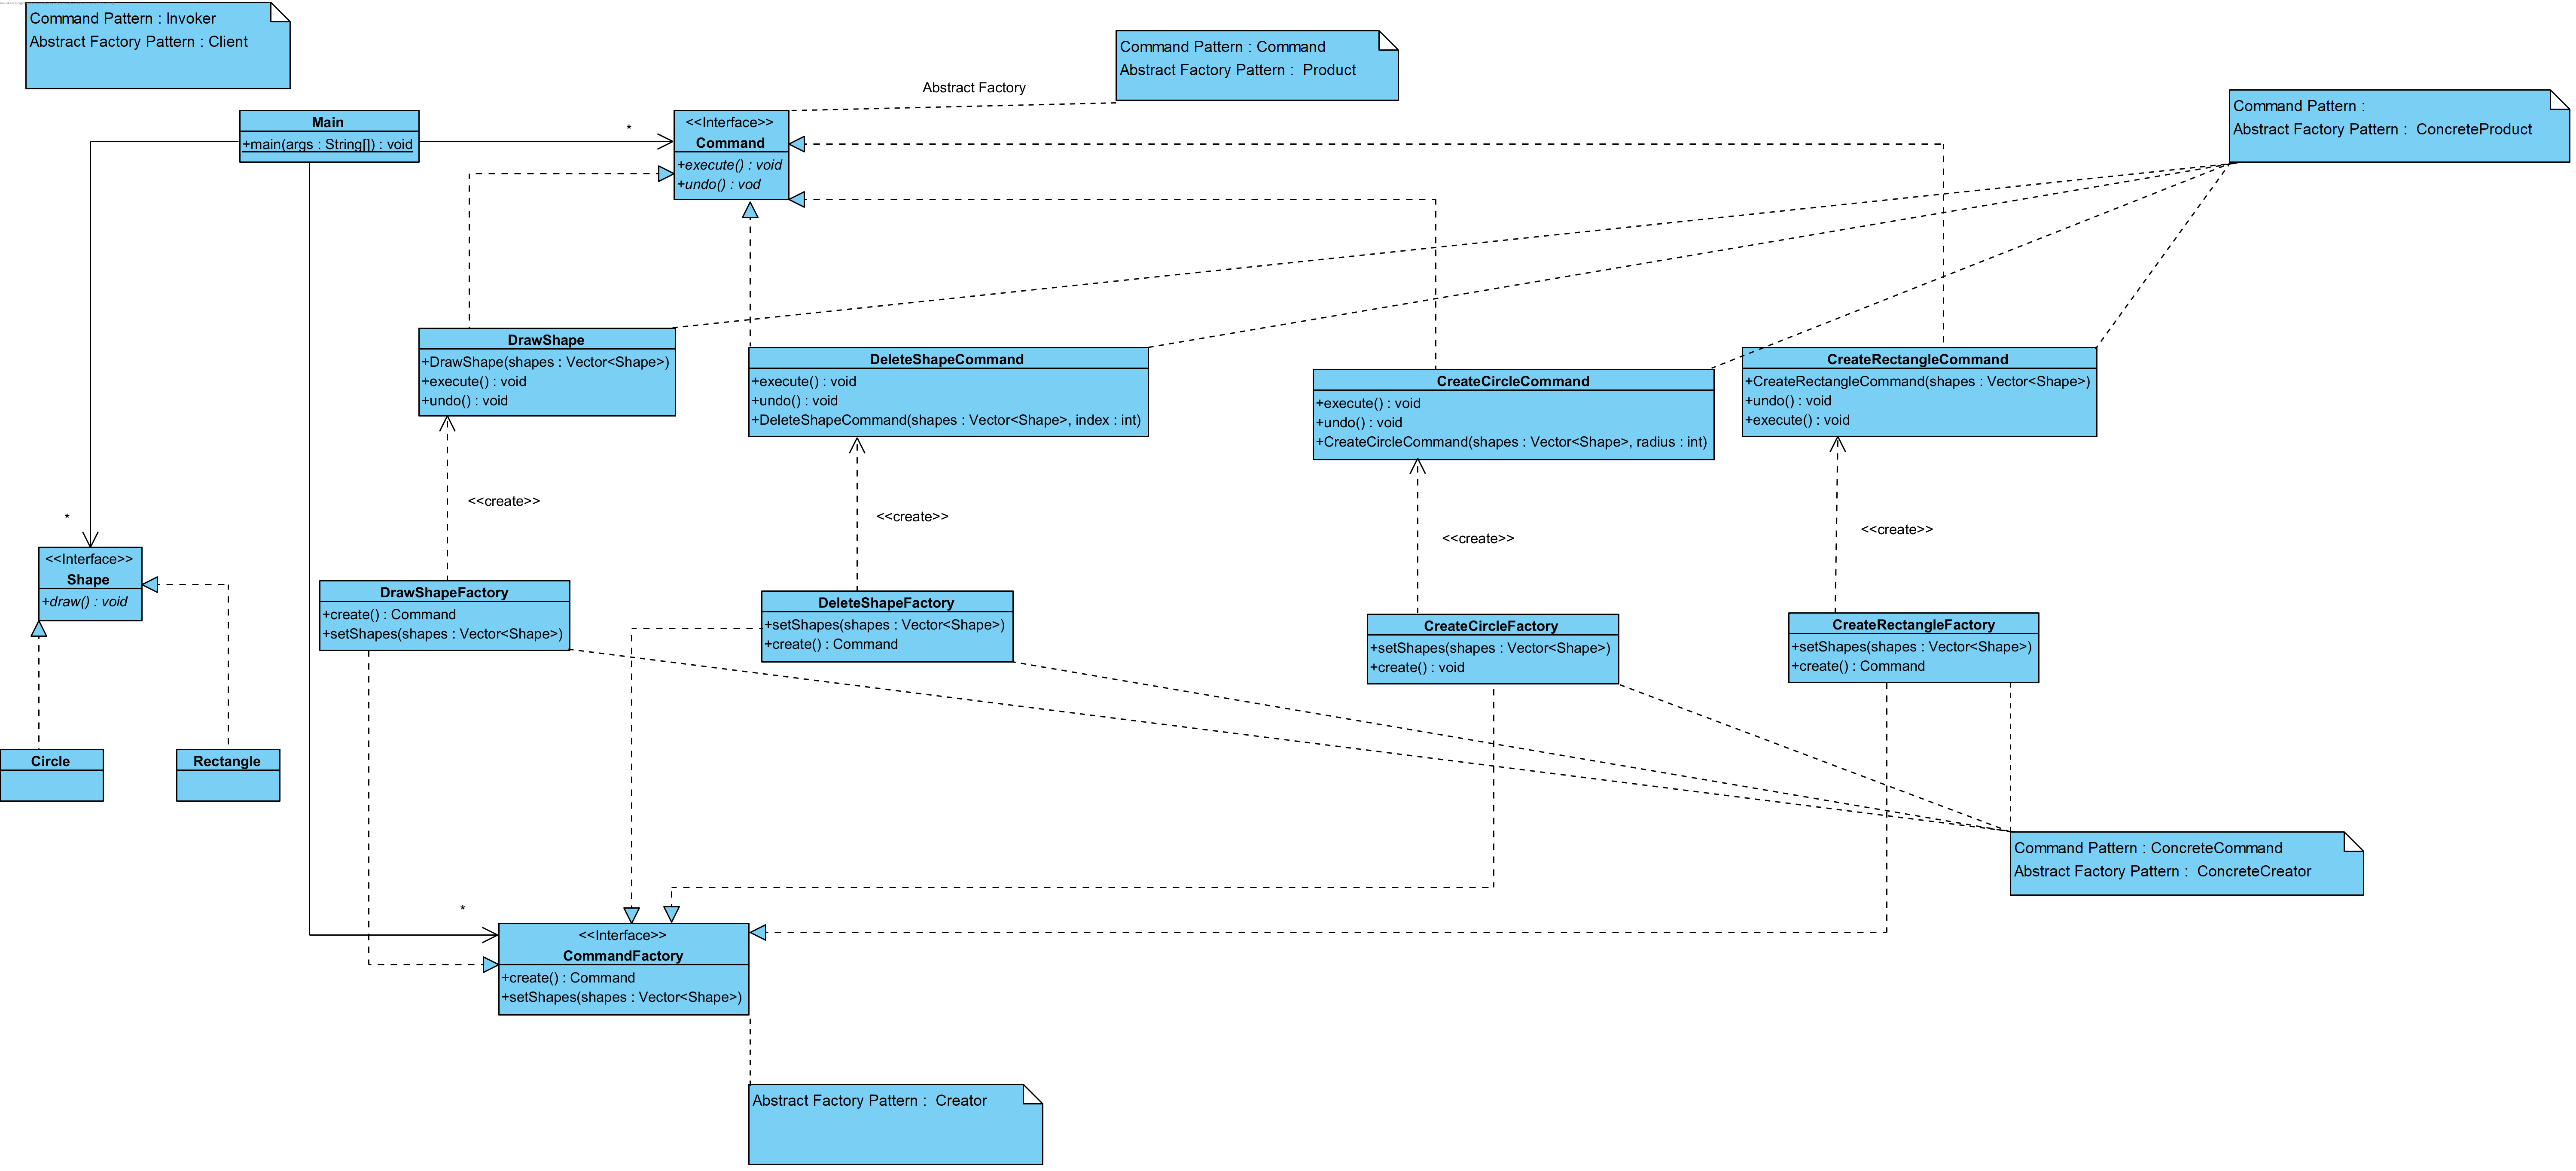 Command Pattern : Invoker
Abstract Factory Pattern : Client
Command Pattern : Command
Abstract Factory Pattern :  Product
Abstract Factory
Command Pattern :
Abstract Factory Pattern :  ConcreteProduct
Main
+main(args : String[]) : void
*
<<Interface>>
Command
+execute() : void
+undo() : vod
DrawShape
+DrawShape(shapes : Vector<Shape>)
+execute() : void
+undo() : void
DeleteShapeCommand
+execute() : void
+undo() : void
+DeleteShapeCommand(shapes : Vector<Shape>, index : int)
CreateCircleCommand
+execute() : void
+undo() : void
+CreateCircleCommand(shapes : Vector<Shape>, radius : int)
CreateRectangleCommand
+CreateRectangleCommand(shapes : Vector<Shape>)
+undo() : void
+execute() : void
<<create>>
<<create>>
<<create>>
<<create>>
*
<<Interface>>
Shape
+draw() : void
DrawShapeFactory
+create() : Command
+setShapes(shapes : Vector<Shape>)
DeleteShapeFactory
+setShapes(shapes : Vector<Shape>)
+create() : Command
CreateCircleFactory
+setShapes(shapes : Vector<Shape>)
+create() : void
CreateRectangleFactory
+setShapes(shapes : Vector<Shape>)
+create() : Command
Circle
Rectangle
Command Pattern : ConcreteCommand
Abstract Factory Pattern :  ConcreteCreator
*
<<Interface>>
CommandFactory
+create() : Command
+setShapes(shapes : Vector<Shape>)
Abstract Factory Pattern :  Creator